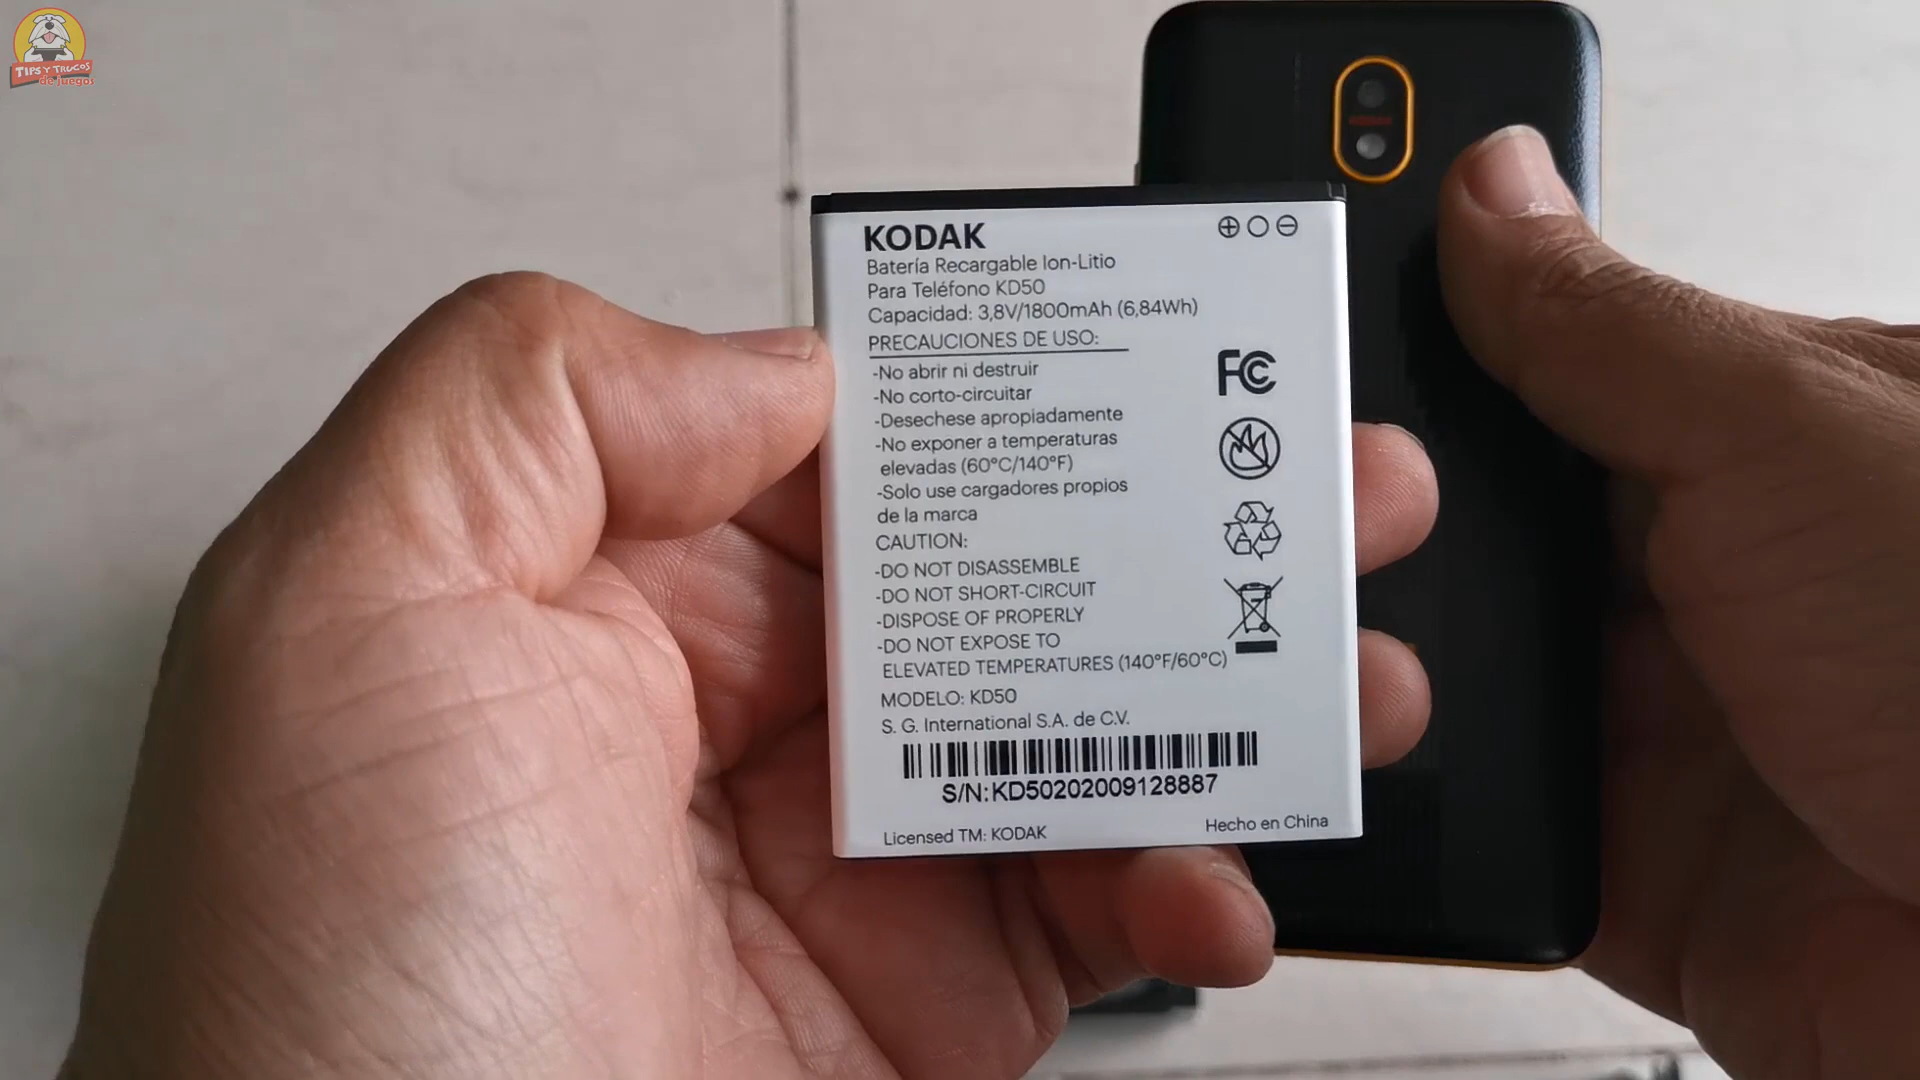 TIPS Y TRUCOS
de juegos
KODAK
KODAK
Batería Recargable Ion-Litio
Para Teléfono KD50
Capacidad: 3,8V/1800mAh (6,84Wh)
PRECAUCIONES DE USO:
-No abrir ni destruir
-No corto-circuitar
-Desechese apropiadamente
-No exponer a temperaturas
elevadas (60°C/140°F)
-Solo use cargadores propios
de la marca
FC
CAUTION:
-DO NOT DISASSEMBLE
-DO NOT SHORT-CIRCUIT
-DISPOSE OF PROPERLY
-DO NOT EXPOSE TO
ELEVATED TEMPERATURES (140°F/60°C)
MODELO: KD50
S. G. International S.A. de C.V.
S/N:KD50202009128887
Licensed TM: KODAK
Hecho en China